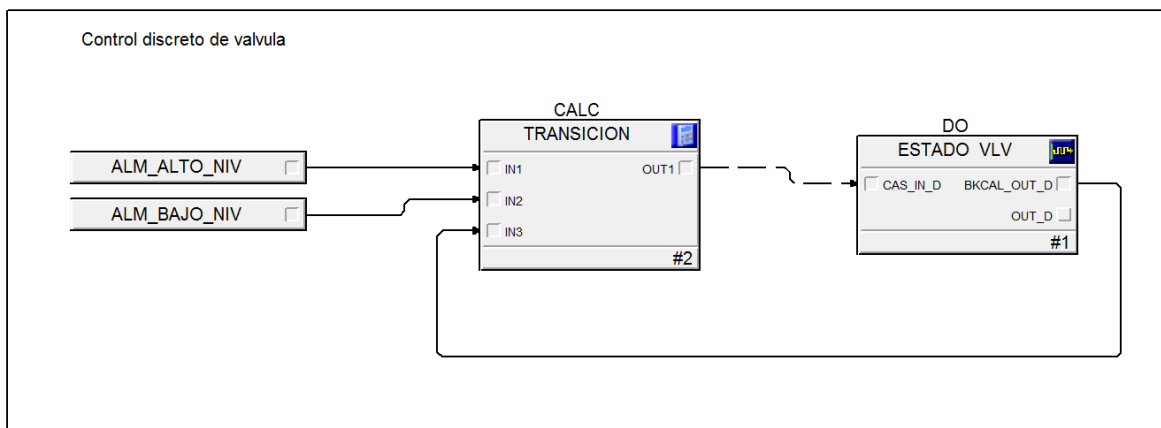 Control discreto de valvula
ALM_ALTO_NIV
ALM_BAJO_NIV
CALC
TRANSICION
IN1
OUT1
IN2
IN3
#2
DO
ESTADO VLV
CAS_IN_D
BKCAL_OUT_D
OUT_D
#1